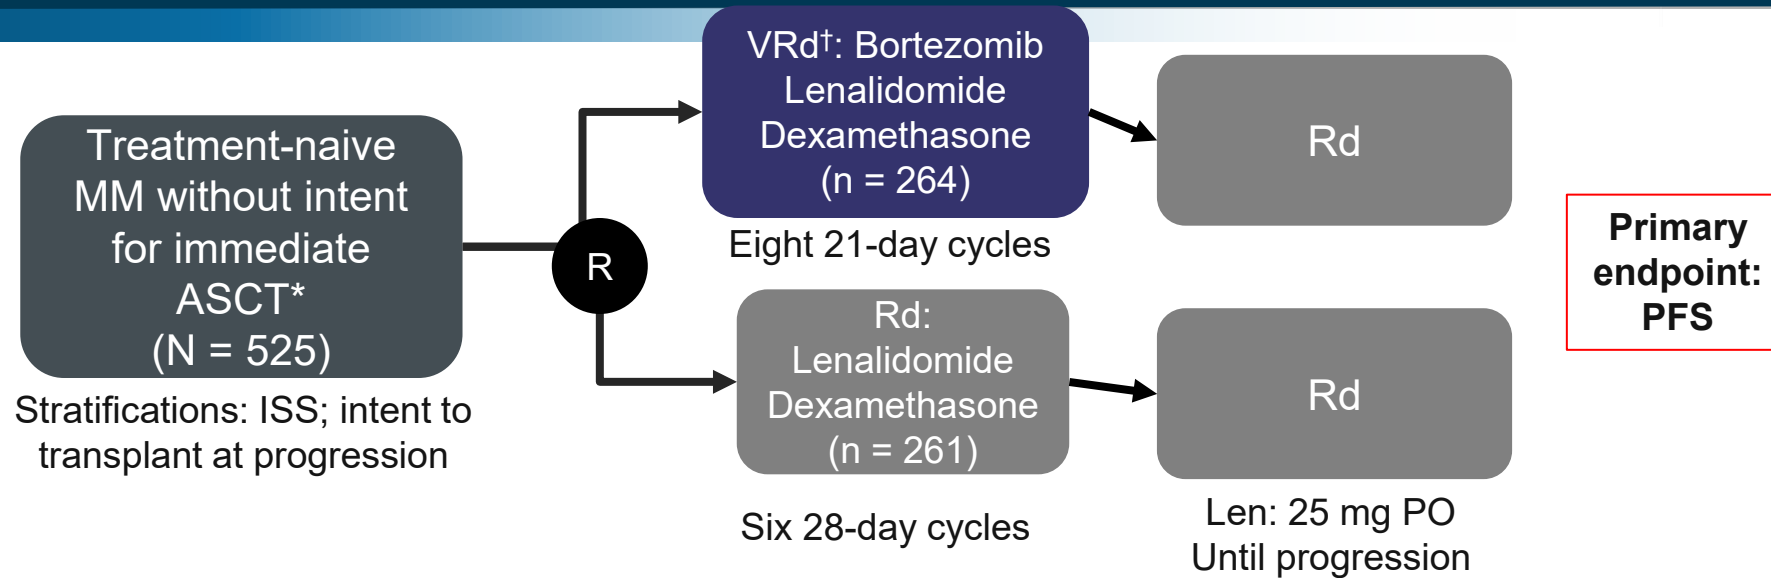 Treatment-naive
MM without intent
for immediate
ASCT*
(N = 525)
Stratifications: ISS; intent to
transplant at progression
R
VRd†: Bortezomib
Lenalidomide
Dexamethasone
(n = 264)
Eight 21-day cycles
Rd
Rd:
Lenalidomide
Dexamethasone
(n = 261)
Six 28-day cycles
Rd
Len: 25 mg PO
Until progression
Primary
endpoint:
PFS